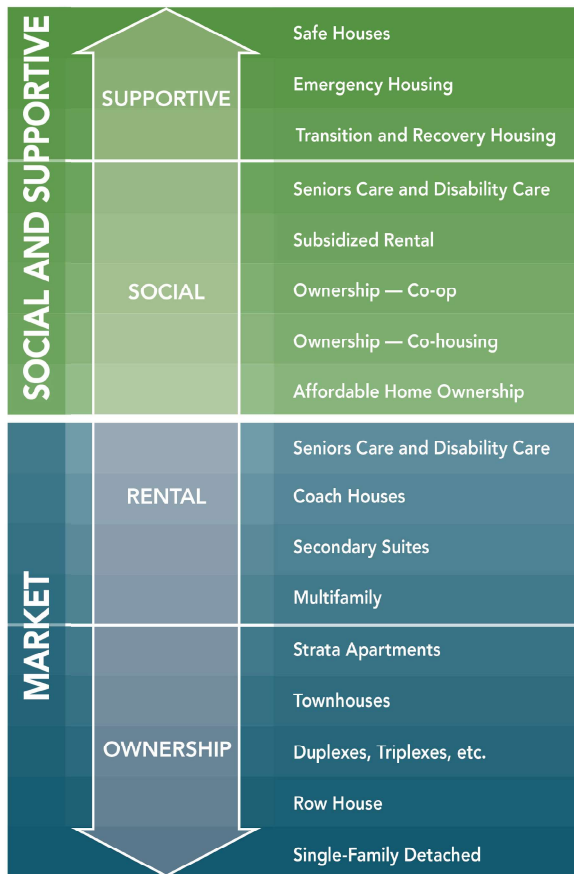 SOCIAL AND SUPPORTIVE
SUPPORTIVE
Safe Houses
Emergency Housing
Transition and Recovery Housing
SOCIAL
Seniors Care and Disability Care
Subsidized Rental
Ownership — Co-op
Ownership — Co-housing
Affordable Home Ownership
MARKET
RENTAL
Seniors Care and Disability Care
Coach Houses
Secondary Suites
Multifamily
OWNERSHIP
Strata Apartments
Townhouses
Duplexes, Triplexes, etc.
Row House
Single-Family Detached